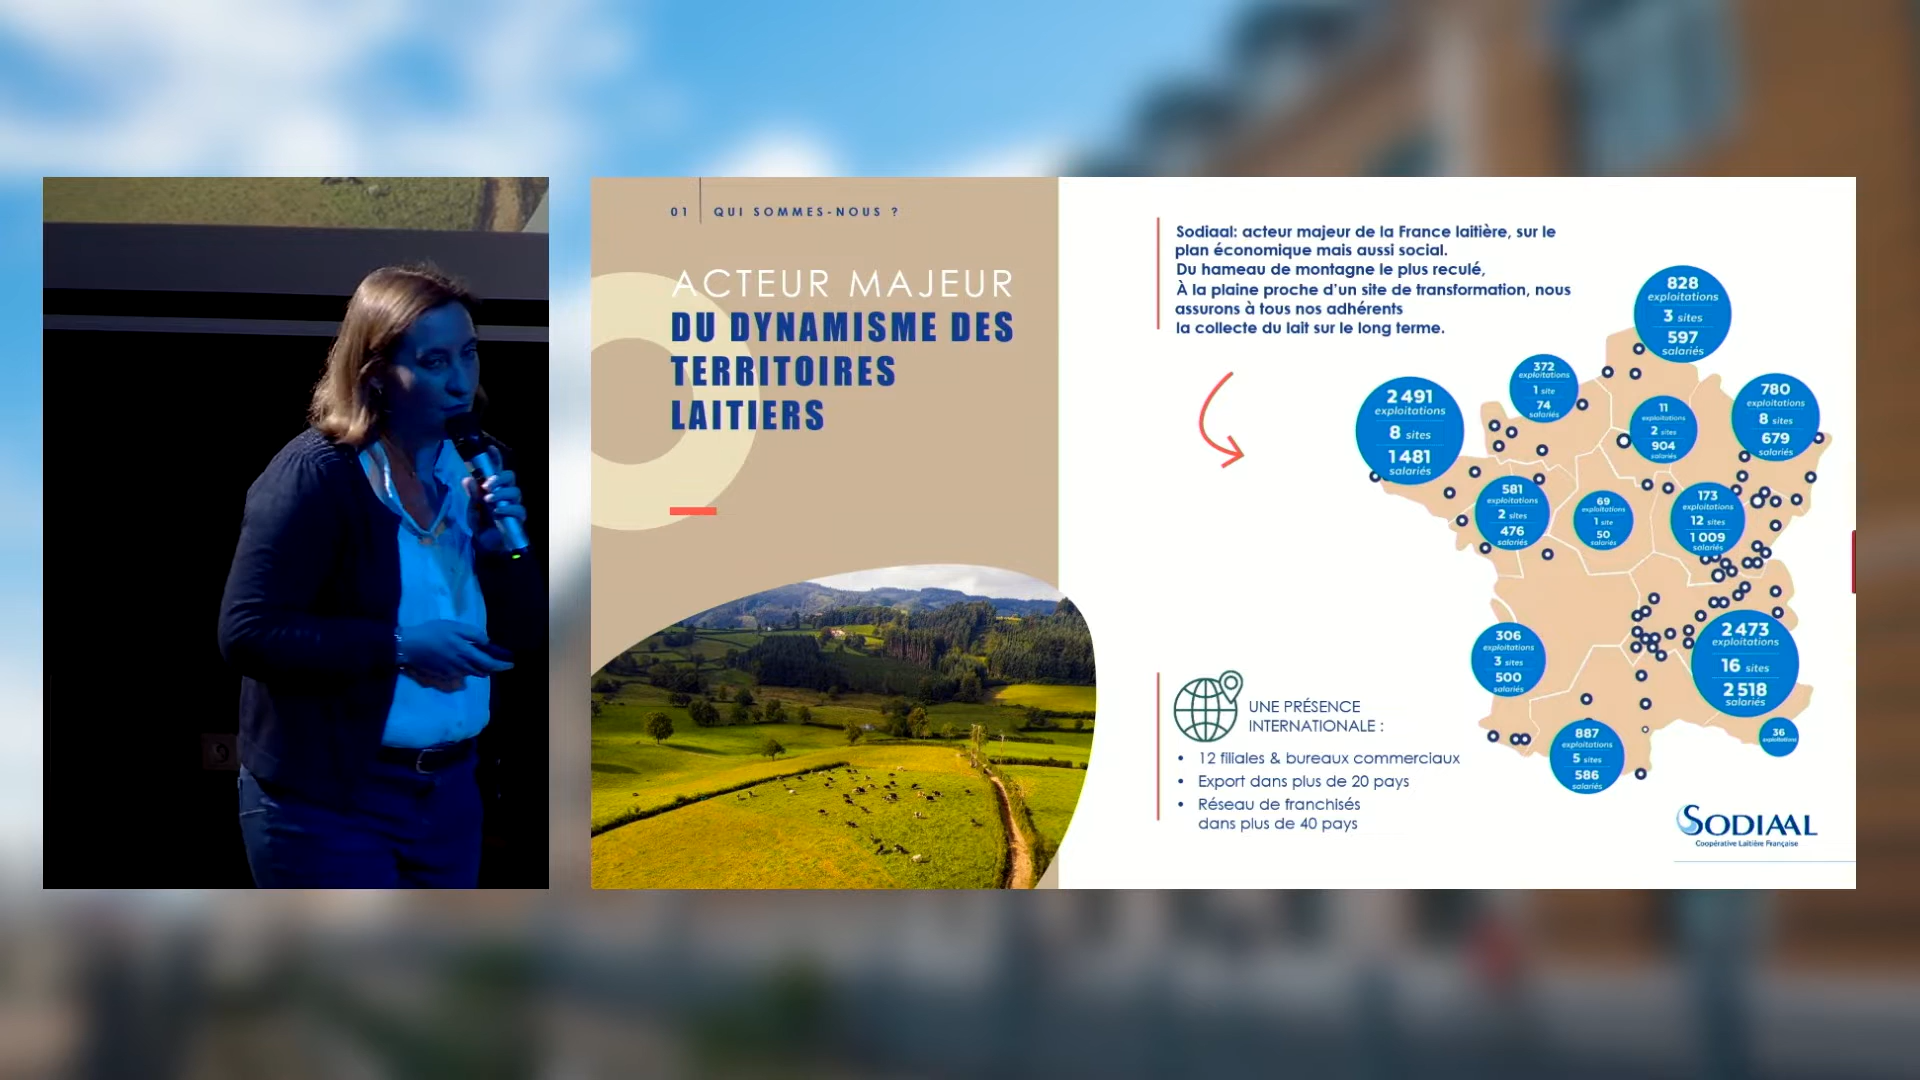 01 QUI SOMMES-NOUS ?
ACTEUR MAJEUR
DU DYNAMISME DES
TERRITOIRES
LAITIERS
Sodiaal: acteur majeur de la France laitière, sur le
plan économique mais aussi social.
Du hameau de montagne le plus reculé,
À la plaine proche d'un site de transformation, nous
assurons à tous nos adhérents
la collecte du lait sur le long terme.
828
exploitations
3 sites
597
salariés
372
exploitations
1 site
74
salariés
2 491
exploitations
8 sites
1 481
salariés
11
exploitations
2 sites
904
salariés
780
exploitations
8 sites
679
salariés
581
exploitations
2 sites
476
salariés
69
exploitations
1 site
50
salariés
173
exploitations
12 sites
1 009
salariés
306
exploitations
3 sites
500
salariés
2 473
exploitations
16 sites
2 518
salariés
887
exploitations
5 sites
586
salariés
36
exploitations
UNE PRÉSENCE
INTERNATIONALE :
• 12 filiales & bureaux commerciaux
• Export dans plus de 20 pays
• Réseau de franchisés
dans plus de 40 pays
SODIAAL
Coopérative Laitière Française